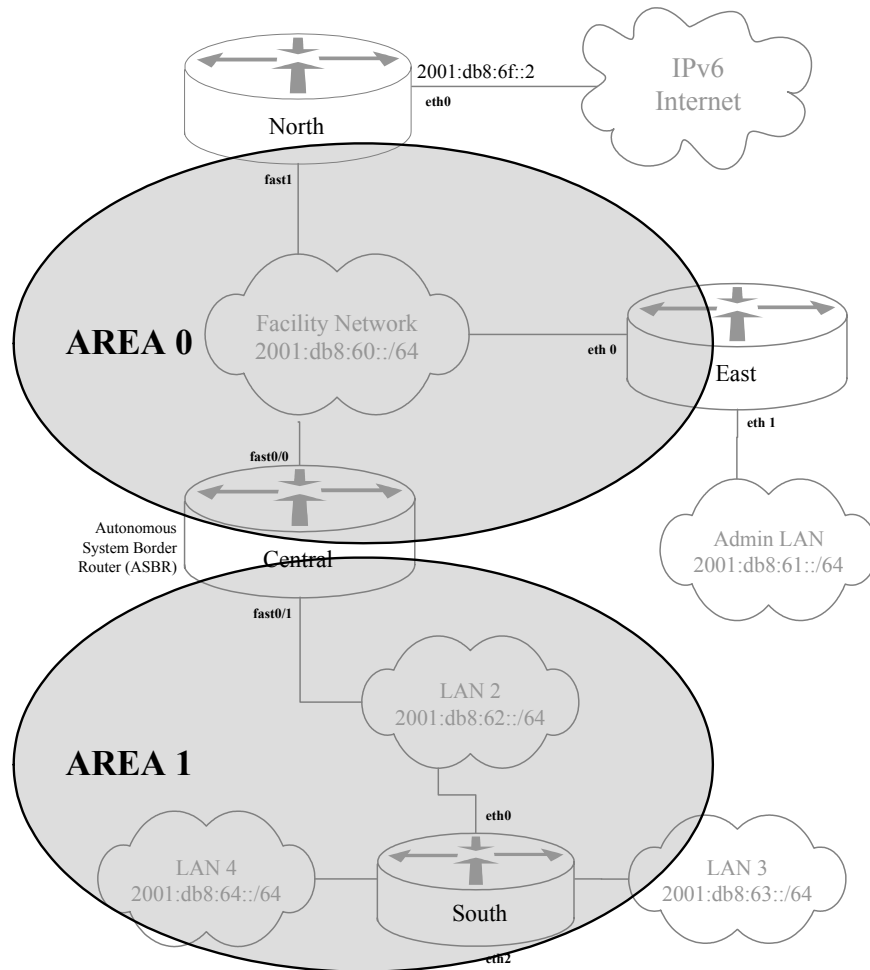 2001:db8:6f::2
eth0
IPv6
Internet
North
fast1
AREA 0
Facility Network
2001:db8:60::/64
eth 0
East
eth 1
fast0/0
Autonomous
System Border
Router (ASBR)
Central
Admin LAN
2001:db8:61::/64
fast0/1
LAN 2
2001:db8:62::/64
AREA 1
eth0
LAN 4
2001:db8:64::/64
South
LAN 3
2001:db8:63::/64
eth2